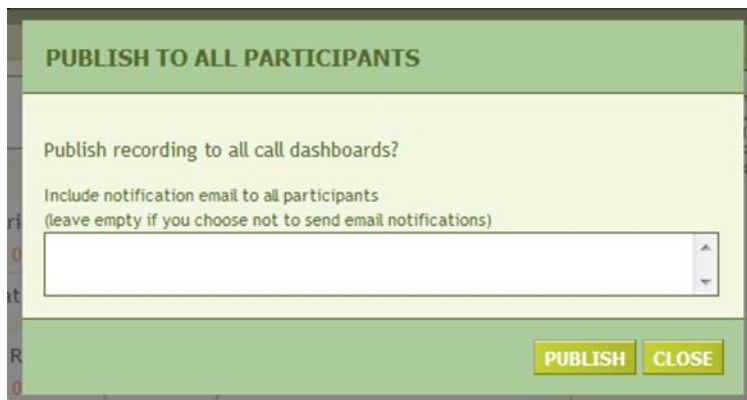 PUBLISH TO ALL PARTICIPANTS
Publish recording to all call dashboards?
Include notification email to all participants
(leave empty if you choose not to send email notifications)
PUBLISH CLOSE